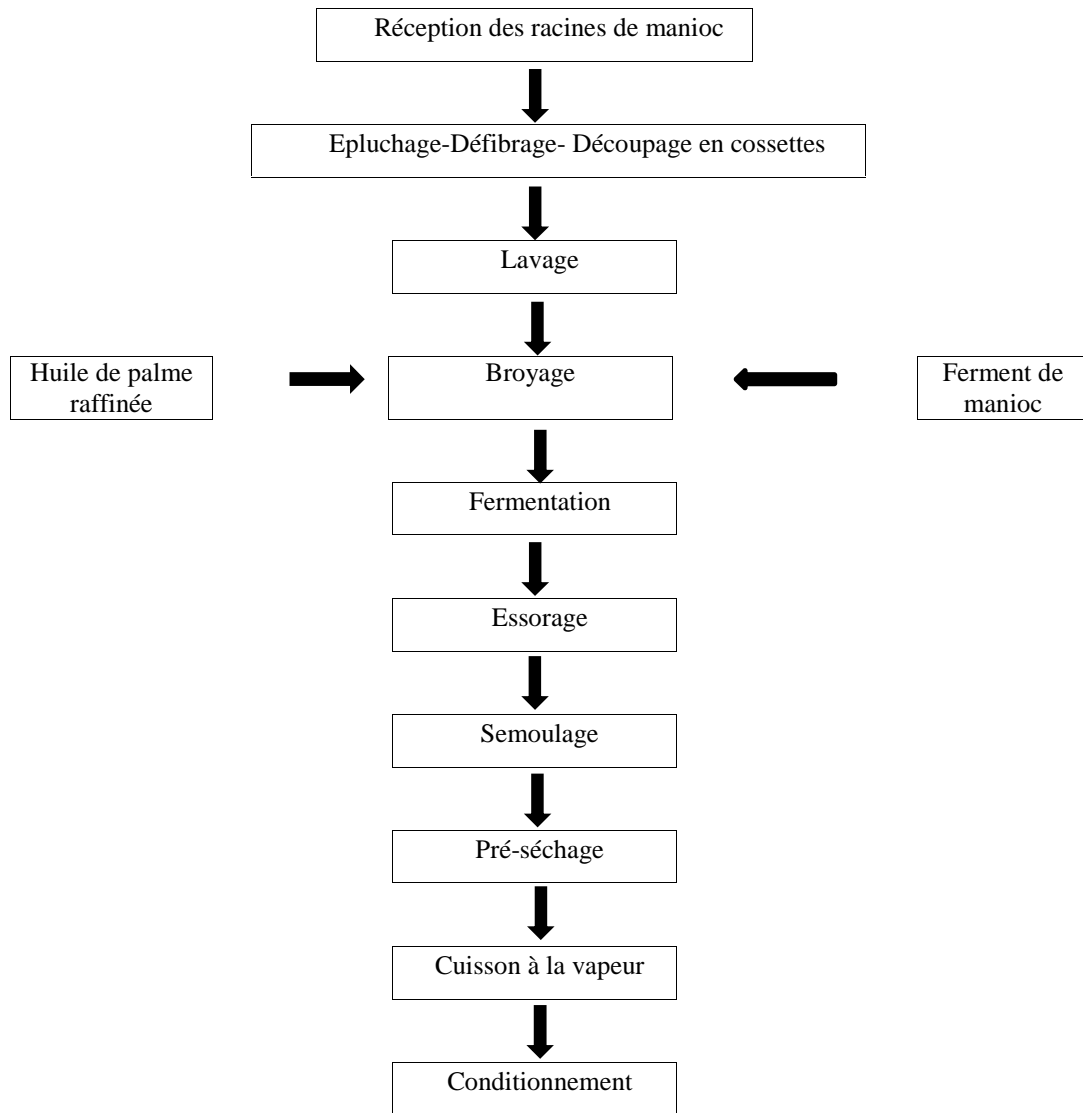 Réception des racines de manioc
Epluchage-Défibrage- Découpage en cossettes
Lavage
Huile de palme
raffinée
Broyage
Ferment de
manioc
Fermentation
Essorage
Semoulage
Pré-séchage
Cuisson à la vapeur
Conditionnement